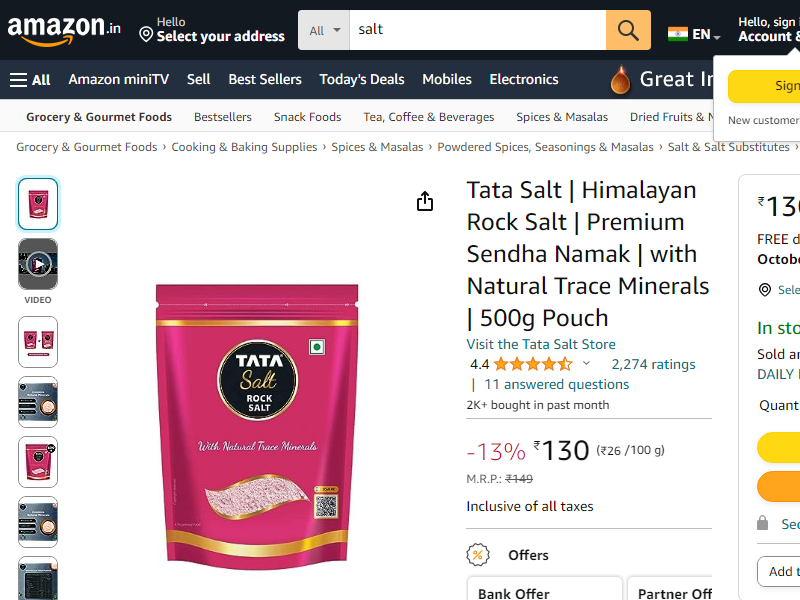 amazon.in
Hello
Select your address
All
salt
EN
Hello, sign
Account &
All
Amazon miniTV
Sell
Best Sellers
Today's Deals
Mobiles
Electronics
Great In
Sign
New customer
Grocery & Gourmet Foods
Bestsellers
Snack Foods
Tea, Coffee & Beverages
Spices & Masalas
Dried Fruits & N
Grocery & Gourmet Foods › Cooking & Baking Supplies › Spices & Masalas › Powdered Spices, Seasonings & Masalas › Salt & Salt Substitutes ›
VIDEO
TATA
Salt
ROCK
SALT
With Natural Trace Minerals
Tata Salt | Himalayan
Rock Salt | Premium
Sendha Namak | with
Natural Trace Minerals
| 500g Pouch
Visit the Tata Salt Store
4.4 2,274 ratings
| 11 answered questions
2K+ bought in past month
-13% ₹130 (₹26 /100 g)
M.R.P.: ₹149
Inclusive of all taxes
Offers
Bank Offer
Partner Off
₹130
FREE d
Octobe
Sele
In sto
Sold an
DAILY
Quant
Sec
Add t